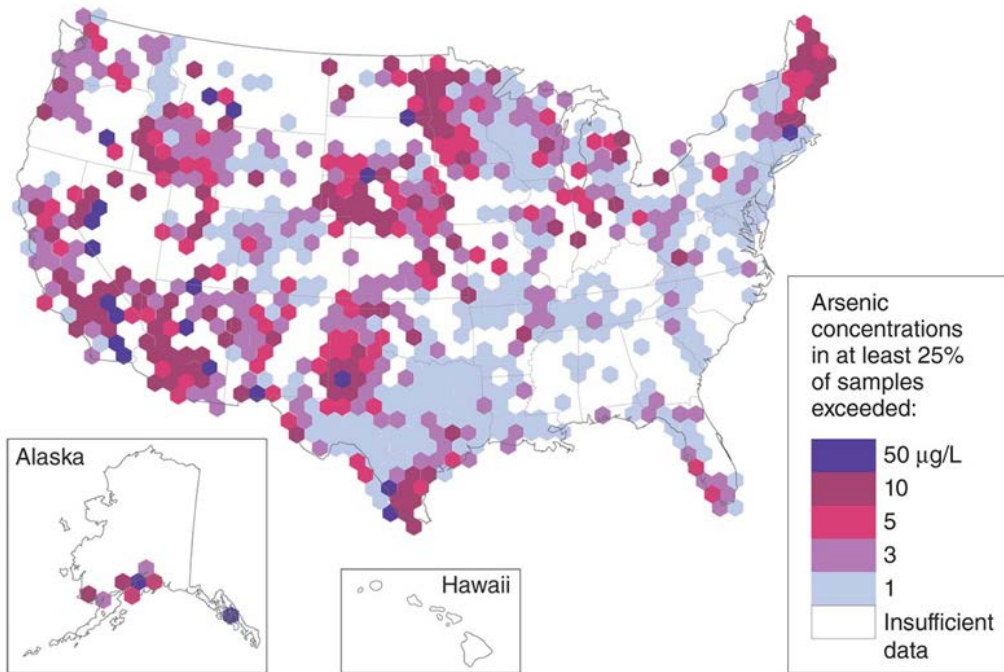 Arsenic
concentrations
in at least 25%
of samples
exceeded:
50 μg/L
10
5
3
1
Insufficient
data
Alaska
Hawaii